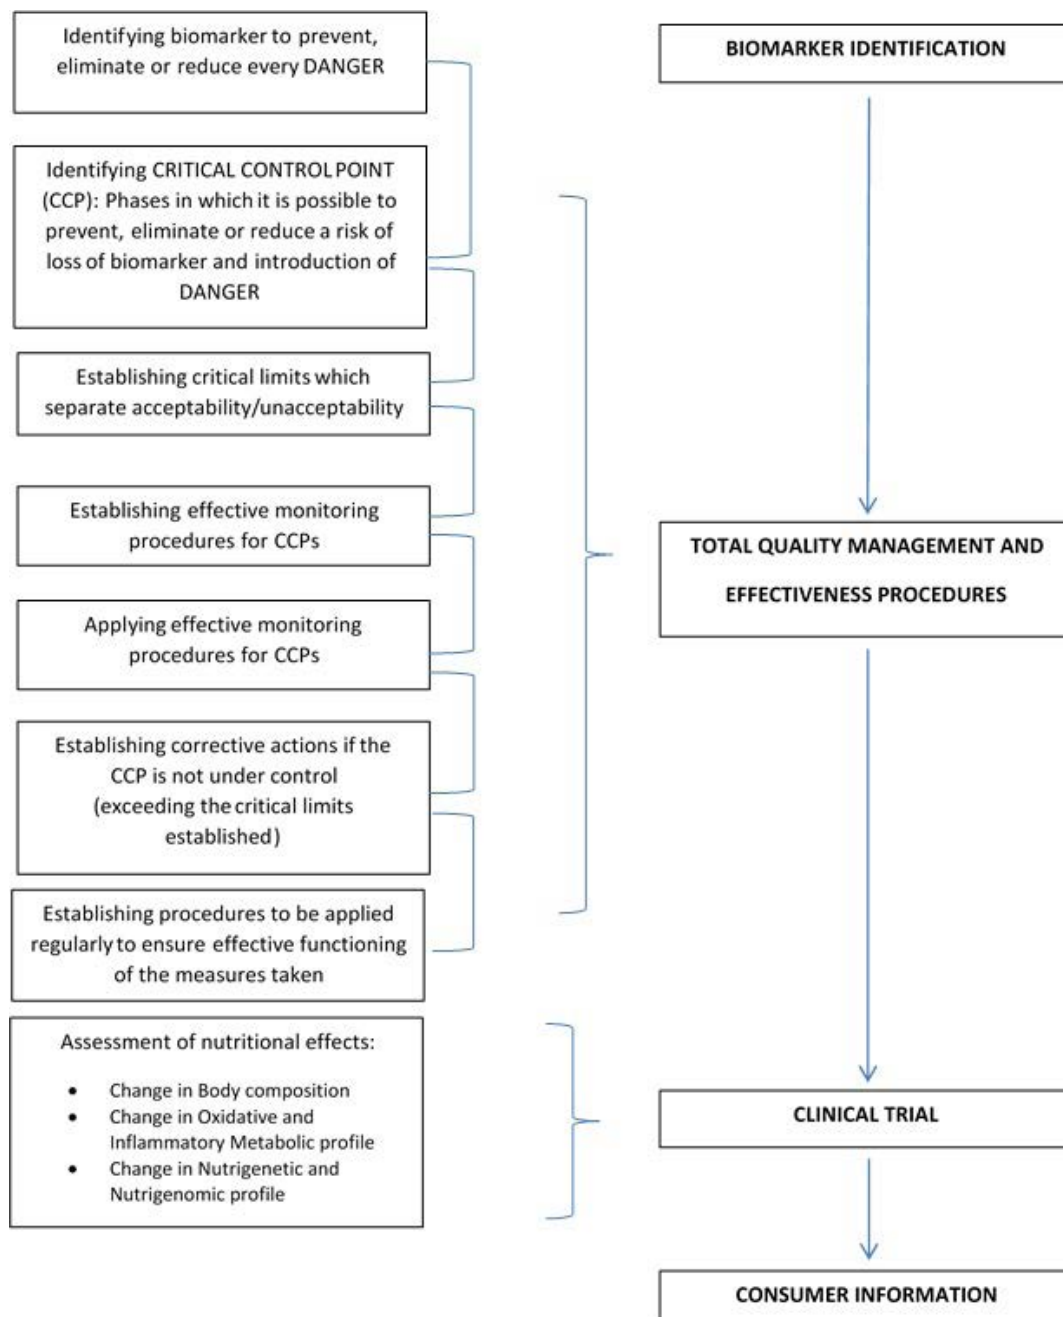 Identifying biomarker to prevent,
eliminate or reduce every DANGER
BIOMARKER IDENTIFICATION
Identifying CRITICAL CONTROL POINT
(CCP): Phases in which it is possible to
prevent, eliminate or reduce a risk of
loss of biomarker and introduction of
DANGER
Establishing critical limits which
separate acceptability/unacceptability
Establishing effective monitoring
procedures for CCPs
TOTAL QUALITY MANAGEMENT AND
EFFECTIVENESS PROCEDURES
Applying effective monitoring
procedures for CCPs
Establishing corrective actions if the
CCP is not under control
(exceeding the critical limits
established)
Establishing procedures to be applied
regularly to ensure effective functioning
of the measures taken
Assessment of nutritional effects:
• Change in Body composition
• Change in Oxidative and
Inflammatory Metabolic profile
• Change in Nutrigenetic and
Nutrigenomic profile
CLINICAL TRIAL
CONSUMER INFORMATION